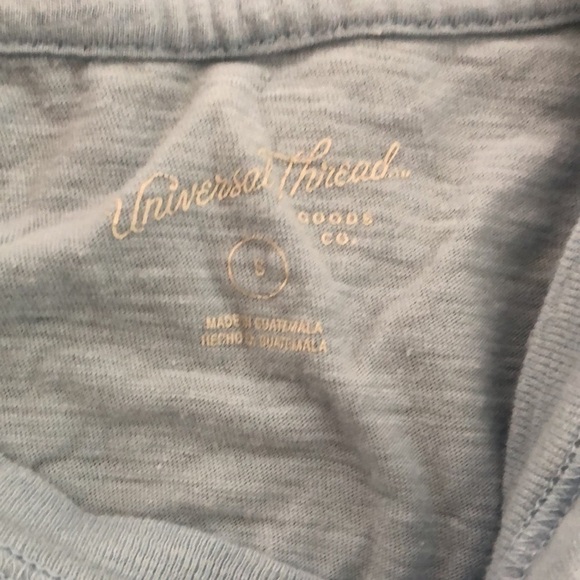 Universal Thread
GOODS
CO.
S
MADE IN GUATEMALA
HECHO EN GUATEMALA